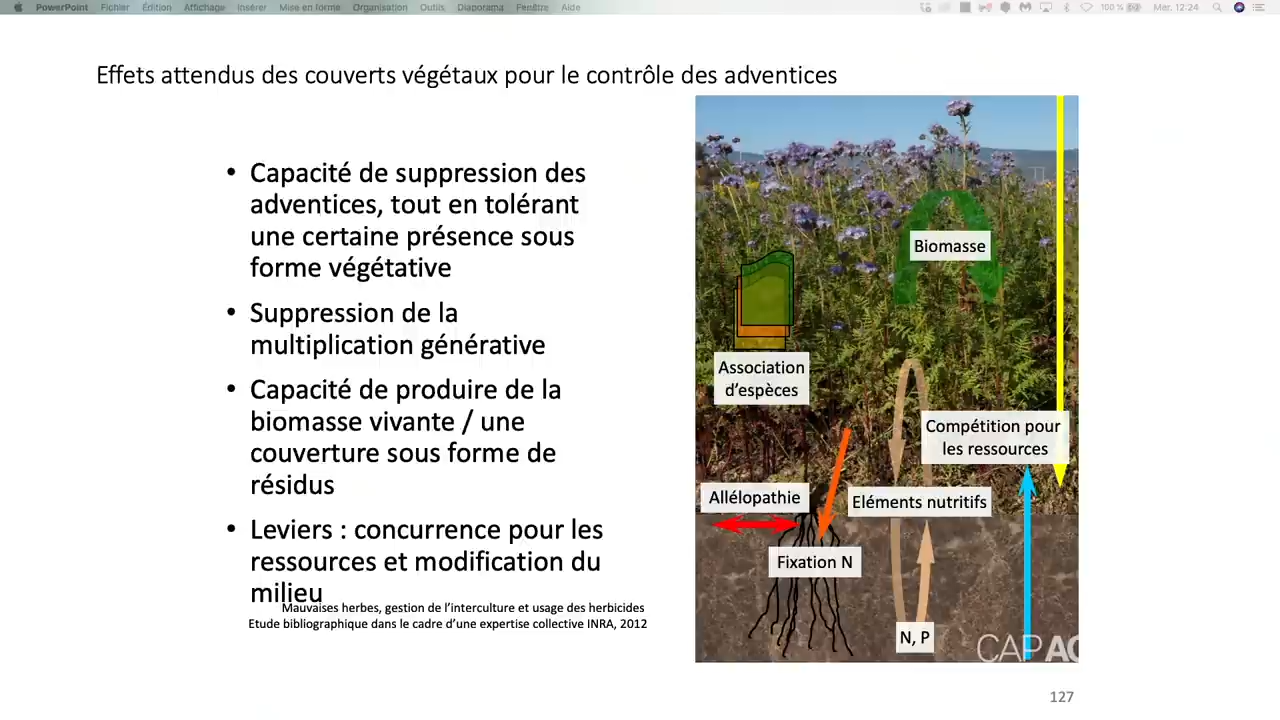 PowerPoint Fichier Édition Affichage Insérer Mise en forme Organisation Outils Diaporama Fenêtre Aide 100 % Mer. 12:24
Effets attendus des couverts végétaux pour le contrôle des adventices
• Capacité de suppression des
adventices, tout en tolérant
une certaine présence sous
forme végétative
• Suppression de la
multiplication générative
• Capacité de produire de la
biomasse vivante / une
couverture sous forme de
résidus
• Leviers : concurrence pour les
ressources et modification du
milieu
Mauvaises herbes, gestion de l’interculture et usage des herbicides
Etude bibliographique dans le cadre d’une expertise collective INRA, 2012
Biomasse
Association
d’espèces
Compétition pour
les ressources
Allélopathie
Eléments nutritifs
Fixation N
N, P
CAPAG
127